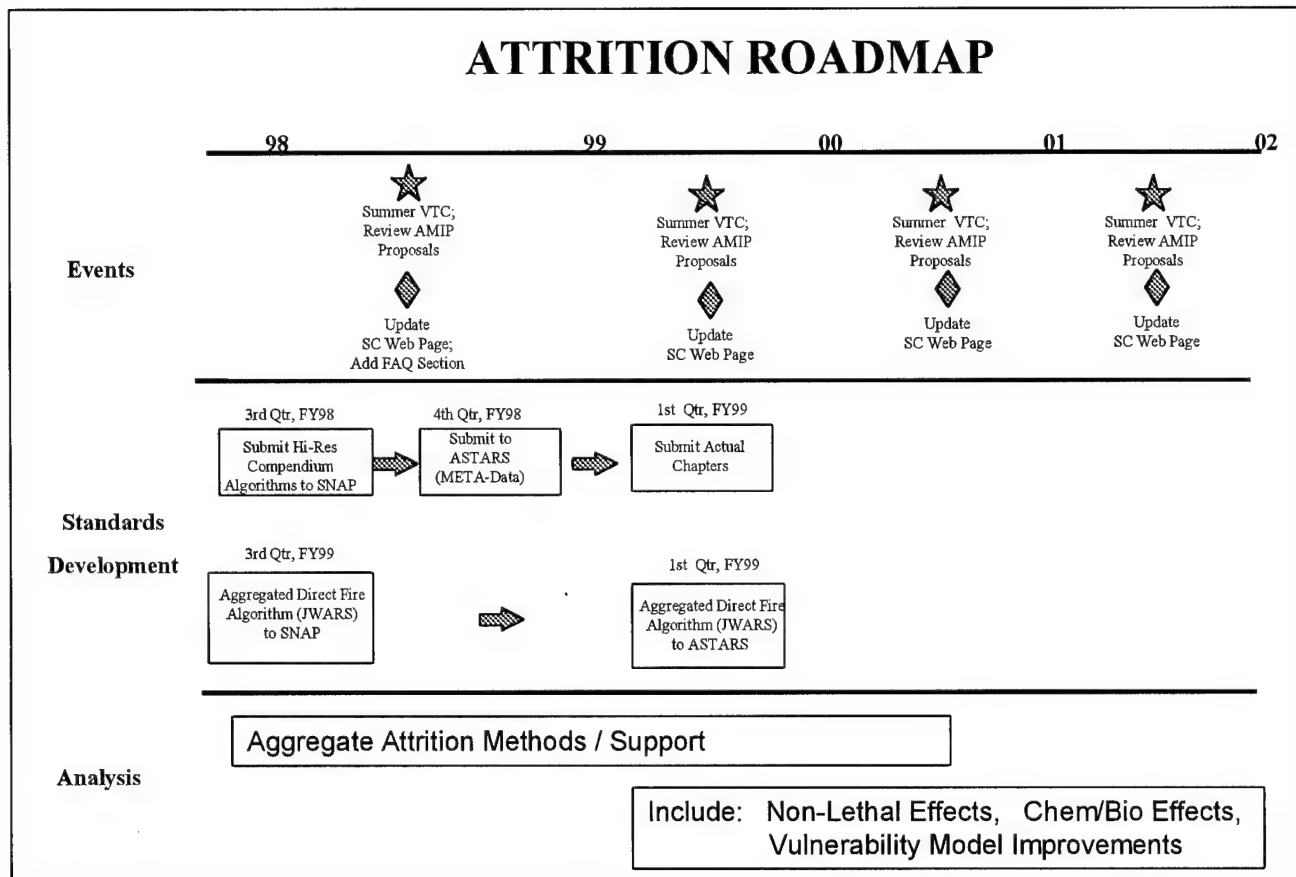 ATTRITION ROADMAP
98 99 00 01 02
Events
Summer VTC;
Review AMIP
Proposals
Update
SC Web Page;
Add FAQ Section
Summer VTC;
Review AMIP
Proposals
Update
SC Web Page
Summer VTC;
Review AMIP
Proposals
Update
SC Web Page
Summer VTC;
Review AMIP
Proposals
Update
SC Web Page
Standards
Development
3rd Qtr, FY98
Submit Hi-Res
Compendium
Algorithms to SNAP
4th Qtr, FY98
Submit to
ASTARS
(META-Data)
1st Qtr, FY99
Submit Actual
Chapters
3rd Qtr, FY99
Aggregated Direct Fire
Algorithm (JWARS)
to SNAP
1st Qtr, FY99
Aggregated Direct Fire
Algorithm (JWARS)
to ASTARS
Analysis
Aggregate Attrition Methods / Support
Include: Non-Lethal Effects, Chem/Bio Effects,
Vulnerability Model Improvements